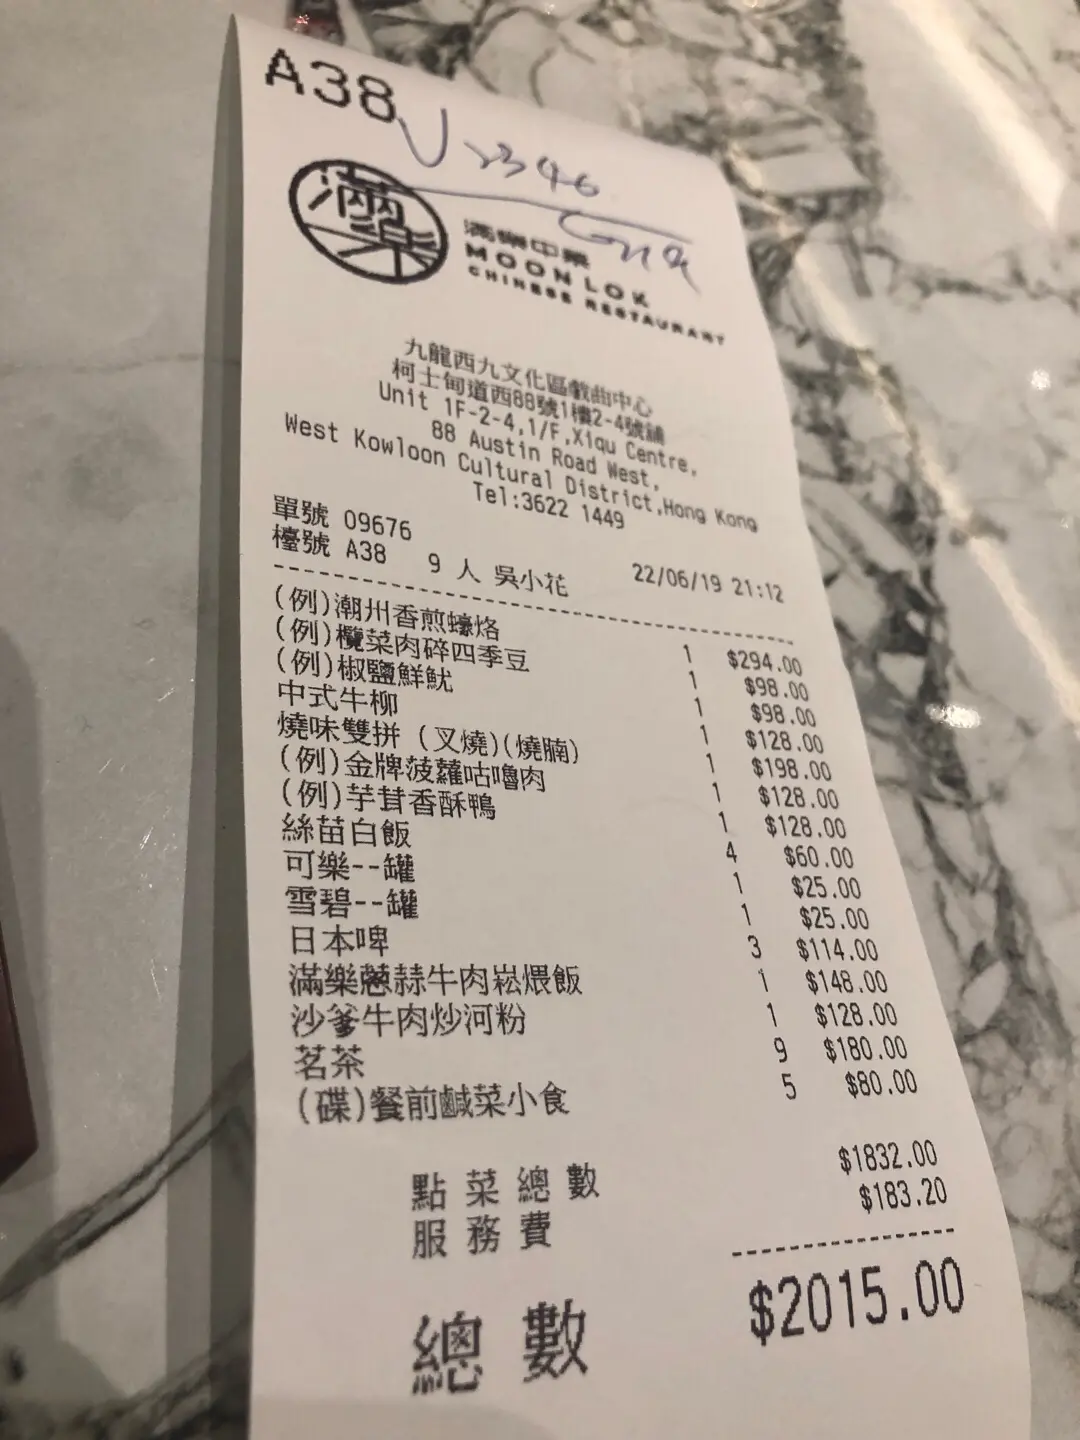 A38
2346
滿樂
滿樂中菜
MOON LOK
CHINESE RESTAURANT
九龍西九文化區戲曲中心
柯士甸道西88號1樓2-4號舖
Unit 1F-2-4,1/F,Xiqu Centre,
88 Austin Road West,
West Kowloon Cultural District,Hong Kong
Tel:3622 1449
單號 09676
檯號 A38 9 人 吳小花 22/06/19 21:12
(例)潮州香煎蠔烙 1 $294.00
(例)欖菜肉碎四季豆 1 $98.00
(例)椒鹽鮮魷 1 $98.00
中式牛柳 1 $128.00
燒味雙拼 (叉燒)(燒腩) 1 $198.00
(例)金牌菠蘿咕嚕肉 1 $128.00
(例)芋茸香酥鴨 1 $128.00
絲苗白飯 4 $60.00
可樂--罐 1 $25.00
雪碧--罐 1 $25.00
日本啤 3 $114.00
滿樂蔥蒜牛肉崧煨飯 1 $148.00
沙爹牛肉炒河粉 1 $128.00
茗茶 9 $180.00
(碟)餐前鹹菜小食 5 $80.00
點菜總數 $1832.00
服務費 $183.20
總數 $2015.00